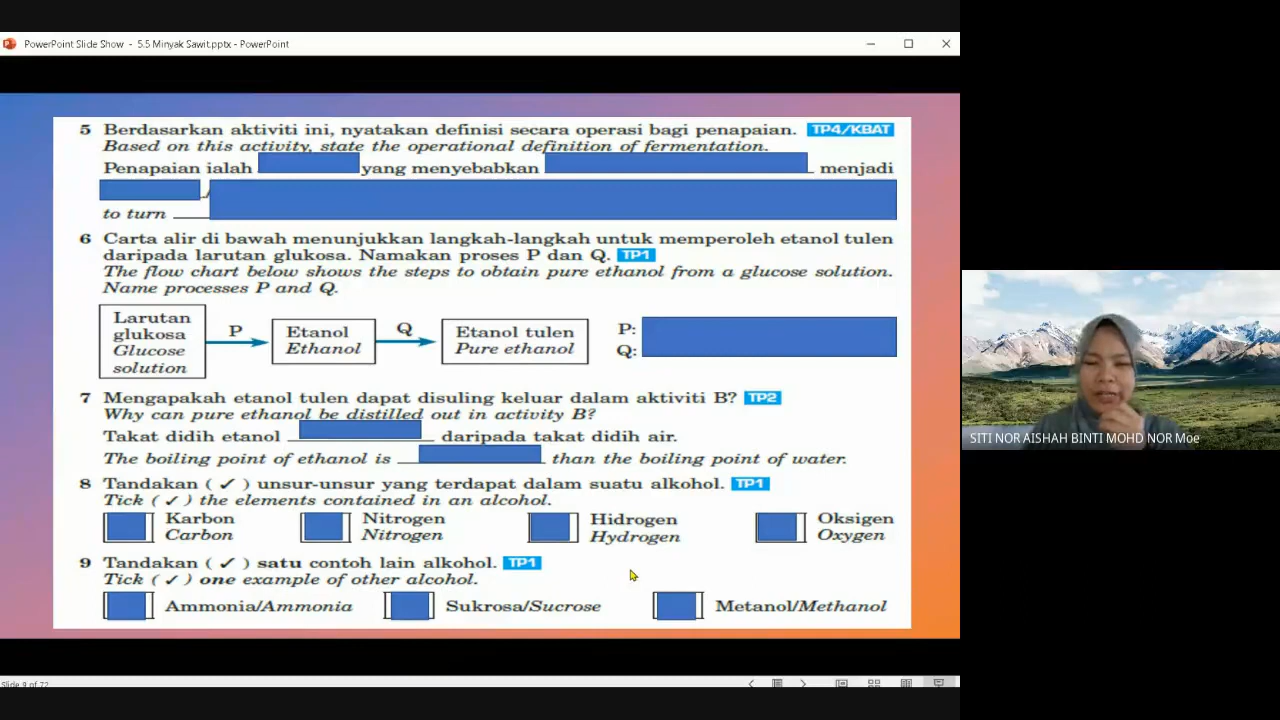 PowerPoint Slide Show - 5.5 Minyak Sawit.pptx - PowerPoint
5 Berdasarkan aktiviti ini, nyatakan definisi secara operasi bagi penapaian. TP4/KBAT
Based on this activity, state the operational definition of fermentation.
Penapaian ialah yang menyebabkan menjadi
to turn
6 Carta alir di bawah menunjukkan langkah-langkah untuk memperoleh etanol tulen
daripada larutan glukosa. Namakan proses P dan Q. TP1
The flow chart below shows the steps to obtain pure ethanol from a glucose solution.
Name processes P and Q.
Larutan
glukosa
Glucose
solution
P
Etanol
Ethanol
Q
Etanol tulen
Pure ethanol
P:
Q:
7 Mengapakah etanol tulen dapat disuling keluar dalam aktiviti B? TP2
Why can pure ethanol be distilled out in activity B?
Takat didih etanol daripada takat didih air.
The boiling point of ethanol is than the boiling point of water.
8 Tandakan ( ✓ ) unsur-unsur yang terdapat dalam suatu alkohol. TP1
Tick ( ✓ ) the elements contained in an alcohol.
Karbon Nitrogen Hidrogen Oksigen
Carbon Nitrogen Hydrogen Oxygen
9 Tandakan ( ✓ ) satu contoh lain alkohol. TP1
Tick ( ✓ ) one example of other alcohol.
Ammonia/Ammonia Sukrosa/Sucrose Metanol/Methanol
SITI NOR AISHAH BINTI MOHD NOR Moe
Slide 9 of 72